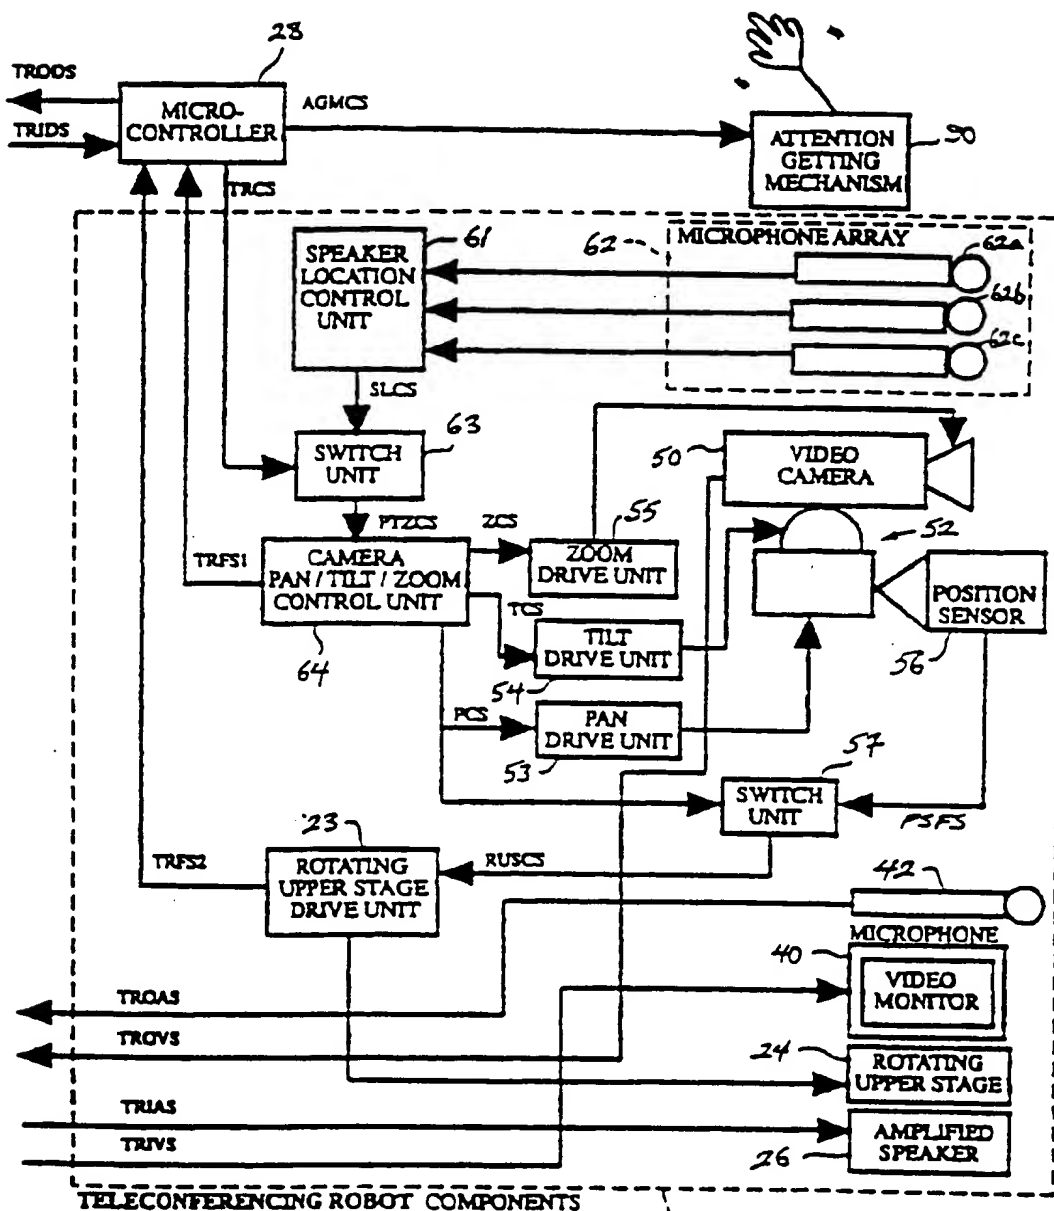 28
TRODS
MICRO-
CONTROLLER
AGMCS
TRIDS
ATTENTION
GETTING
MECHANISM
90
TRCS
61
SPEAKER
LOCATION
CONTROL
UNIT
62
MICROPHONE ARRAY
62a
62b
62c
SLCS
63
SWITCH
UNIT
50
VIDEO
CAMERA
PTZCS
ZCS
55
52
TRFS1
CAMERA
PAN / TILT / ZOOM
CONTROL UNIT
ZOOM
DRIVE UNIT
POSITION
SENSOR
TCS
64
TILT
DRIVE UNIT
54
56
PCS
PAN
DRIVE UNIT
53
57
SWITCH
UNIT
PSFS
23
TRFS2
ROTATING
UPPER STAGE
DRIVE UNIT
RUSCS
42
MICROPHONE
40
VIDEO
MONITOR
TROAS
TROVS
24
ROTATING
UPPER STAGE
TRIAS
AMPLIFIED
SPEAKER
26
TRIVS
TELECONFERENCING ROBOT COMPONENTS